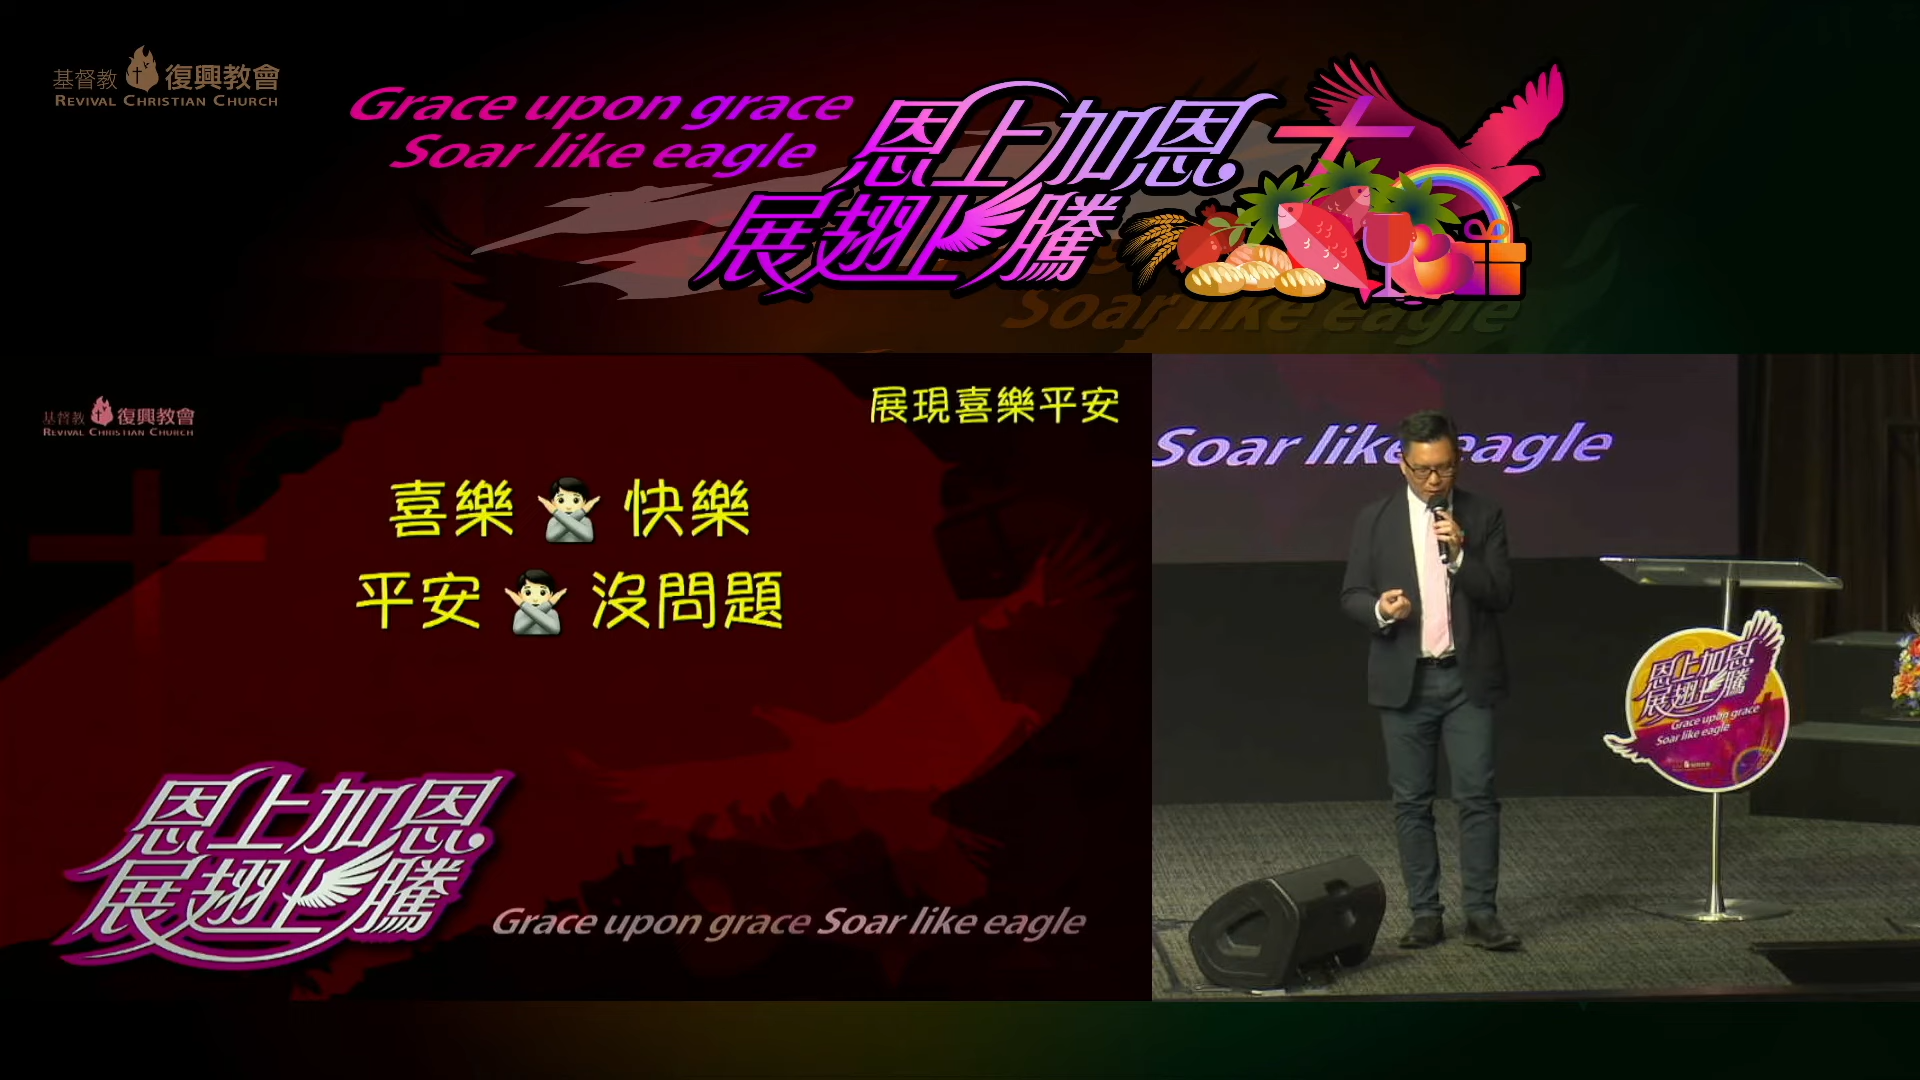 基督教 復興教會
REVIVAL CHRISTIAN CHURCH
Grace upon grace
Soar like eagle
恩上加恩
展翅上騰
Soar like eagle
基督教 復興教會
REVIVAL CHRISTIAN CHURCH
展現喜樂平安
喜樂 🙅🏻 快樂
平安 🙅🏻 沒問題
恩上加恩
展翅上騰
Grace upon grace Soar like eagle
Soar like eagle
恩上加恩
展翅上騰
Grace upon grace
Soar like eagle